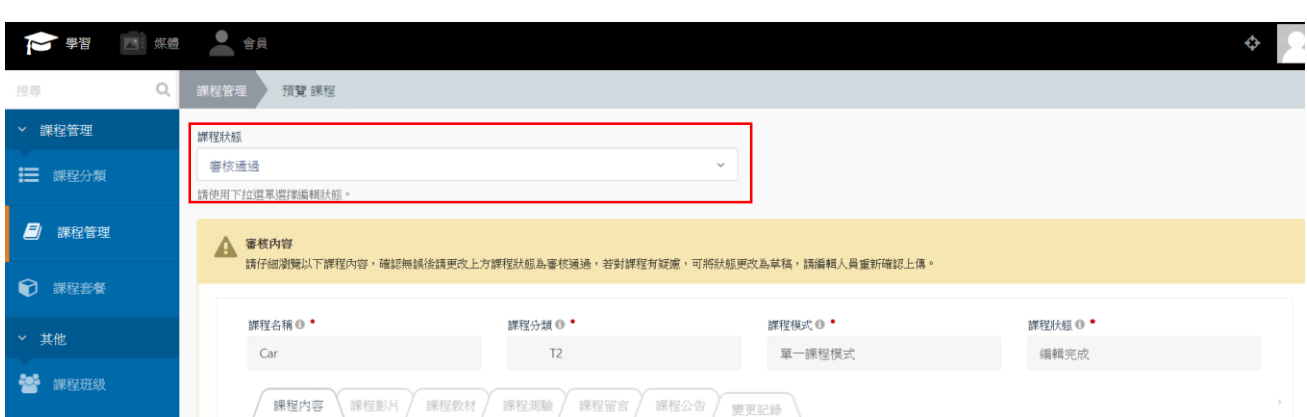 學習 媒體 會員
搜尋
課程管理 預覽 課程
課程管理
課程狀態
審核通過
請使用下拉選單選擇編輯狀態。
課程分類
課程管理
審核內容
請仔細瀏覽以下課程內容，確認無誤後請更改上方課程狀態為審核通過，若對課程有疑慮，可將狀態更改為草稿，請編輯人員重新確認上傳。
課程套餐
課程名稱 課程分類 課程模式 課程狀態
其他
Car T2 單一課程模式 編輯完成
課程班級
課程內容 課程影片 課程教材 課程測驗 課程留言 課程公告 變更記錄